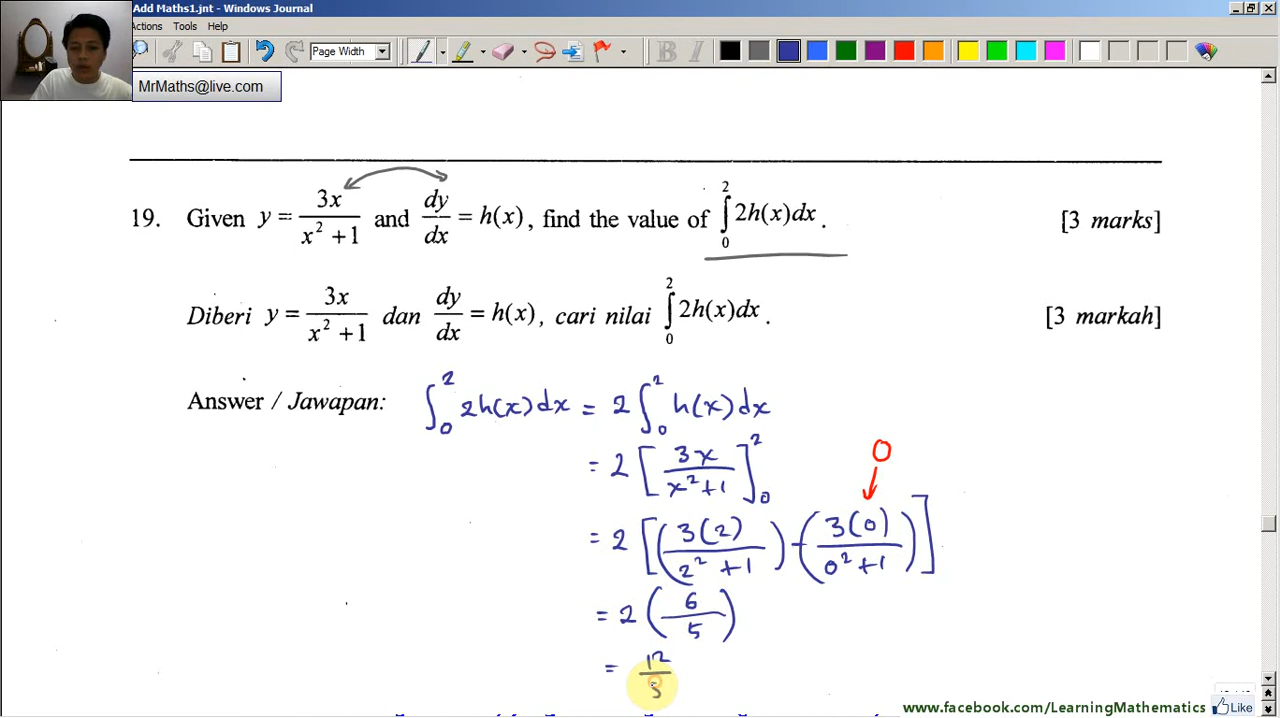 Add Maths1.jnt - Windows Journal
Actions Tools Help
Page Width
MrMaths@live.com
19. Given y = 3x/(x² + 1) and dy/dx = h(x), find the value of ∫₀² 2h(x)dx. [3 marks]
Diberi y = 3x/(x² + 1) dan dy/dx = h(x), cari nilai ∫₀² 2h(x)dx. [3 markah]
Answer / Jawapan: ∫₀² 2h(x)dx = 2 ∫₀² h(x)dx
= 2 [3x/(x²+1)]₀²
0
= 2 [(3(2)/(2²+1)) - (3(0)/(0²+1))]
= 2 (6/5)
= 12/5
www.facebook.com/LearningMathematics Like